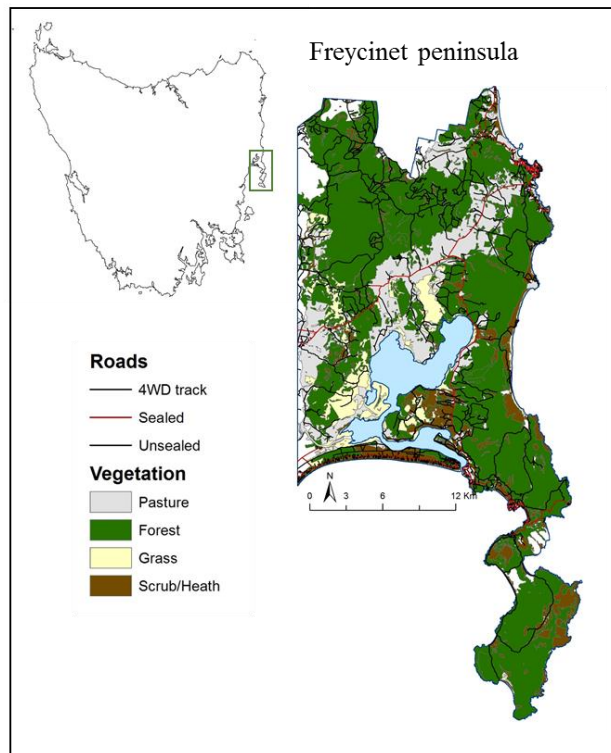 Freycinet peninsula
Roads
4WD track
Sealed
Unsealed
Vegetation
Pasture
Forest
Grass
Scrub/Heath
N
0 3 6 12 Km